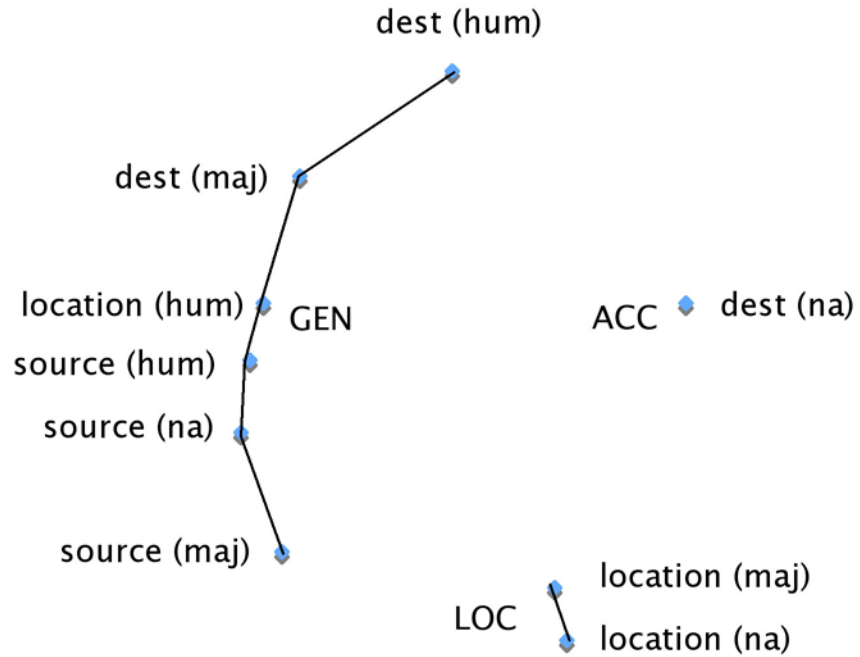 dest (hum)
dest (maj)
location (hum)
GEN
ACC
dest (na)
source (hum)
source (na)
source (maj)
location (maj)
LOC
location (na)